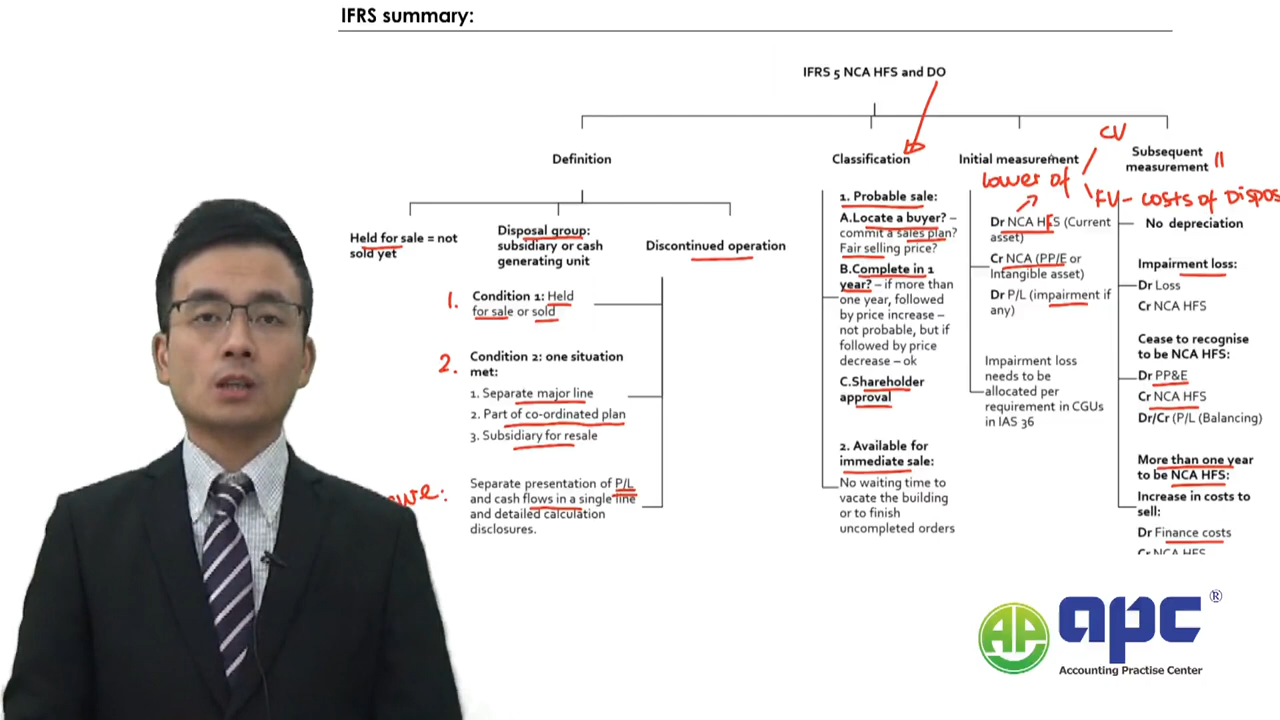 IFRS summary:
IFRS 5 NCA HFS and DO
Definition
Held for sale = not
sold yet
Disposal group:
subsidiary or cash
generating unit
Discontinued operation
1.
Condition 1: Held
for sale or sold
2.
Condition 2: one situation
met:
1. Separate major line
2. Part of co-ordinated plan
3. Subsidiary for resale
Separate presentation of P/L
and cash flows in a single line
and detailed calculation
disclosures.
Classification
1. Probable sale:
A.Locate a buyer? –
commit a sales plan?
Fair selling price?
B.Complete in 1
year? – if more than
one year, followed
by price increase –
not probable, but if
followed by price
decrease – ok
C.Shareholder
approval
2. Available for
immediate sale:
No waiting time to
vacate the building
or to finish
uncompleted orders
Initial measurement
lower of
CV
FV - costs of Dispos
Dr NCA HFS (Current
asset)
Cr NCA (PP/E or
Intangible asset)
Dr P/L (impairment if
any)
Impairment loss
needs to be
allocated per
requirement in CGUs
in IAS 36
Subsequent
measurement
No depreciation
Impairment loss:
Dr Loss
Cr NCA HFS
Cease to recognise
to be NCA HFS:
Dr PP&E
Cr NCA HFS
Dr/Cr (P/L (Balancing)
More than one year
to be NCA HFS:
Increase in costs to
sell:
Dr Finance costs
Cr NCA HFS
AP
apc®
Accounting Practise Center